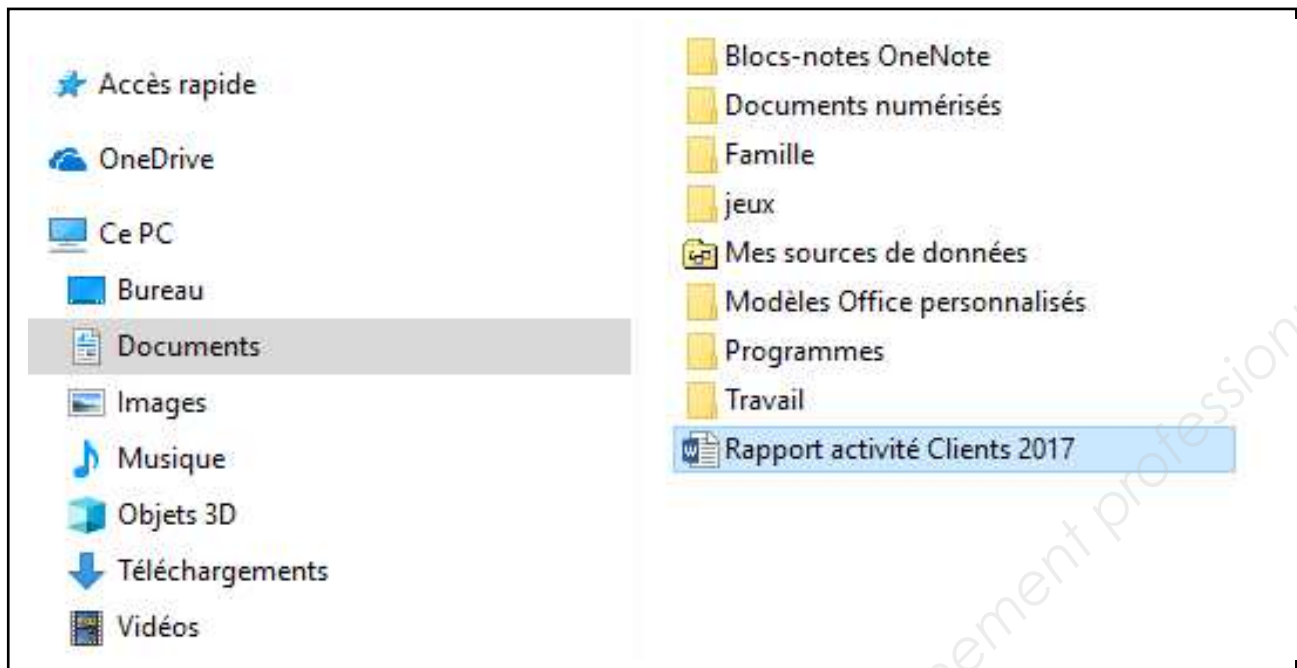 Accès rapide
OneDrive
Ce PC
Bureau
Documents
Images
Musique
Objets 3D
Téléchargements
Vidéos
Blocs-notes OneNote
Documents numérisés
Famille
jeux
Mes sources de données
Modèles Office personnalisés
Programmes
Travail
Rapport activité Clients 2017